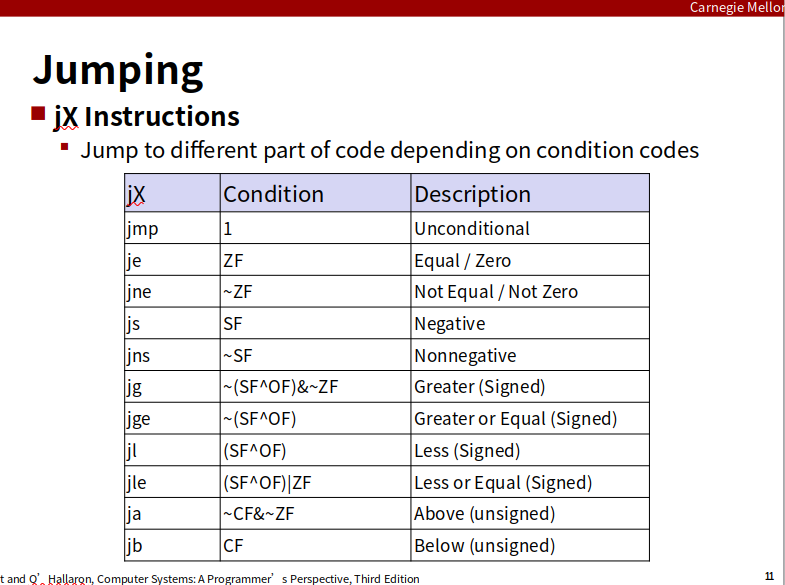 Carnegie Mellon
Jumping
jX Instructions
Jump to different part of code depending on condition codes
jX Condition Description
jmp 1 Unconditional
je ZF Equal / Zero
jne ~ZF Not Equal / Not Zero
js SF Negative
jns ~SF Nonnegative
jg ~(SF^OF)&~ZF Greater (Signed)
jge ~(SF^OF) Greater or Equal (Signed)
jl (SF^OF) Less (Signed)
jle (SF^OF)|ZF Less or Equal (Signed)
ja ~CF&~ZF Above (unsigned)
jb CF Below (unsigned)
t and Q’Hallaron, Computer Systems: A Programmer’s Perspective, Third Edition 11